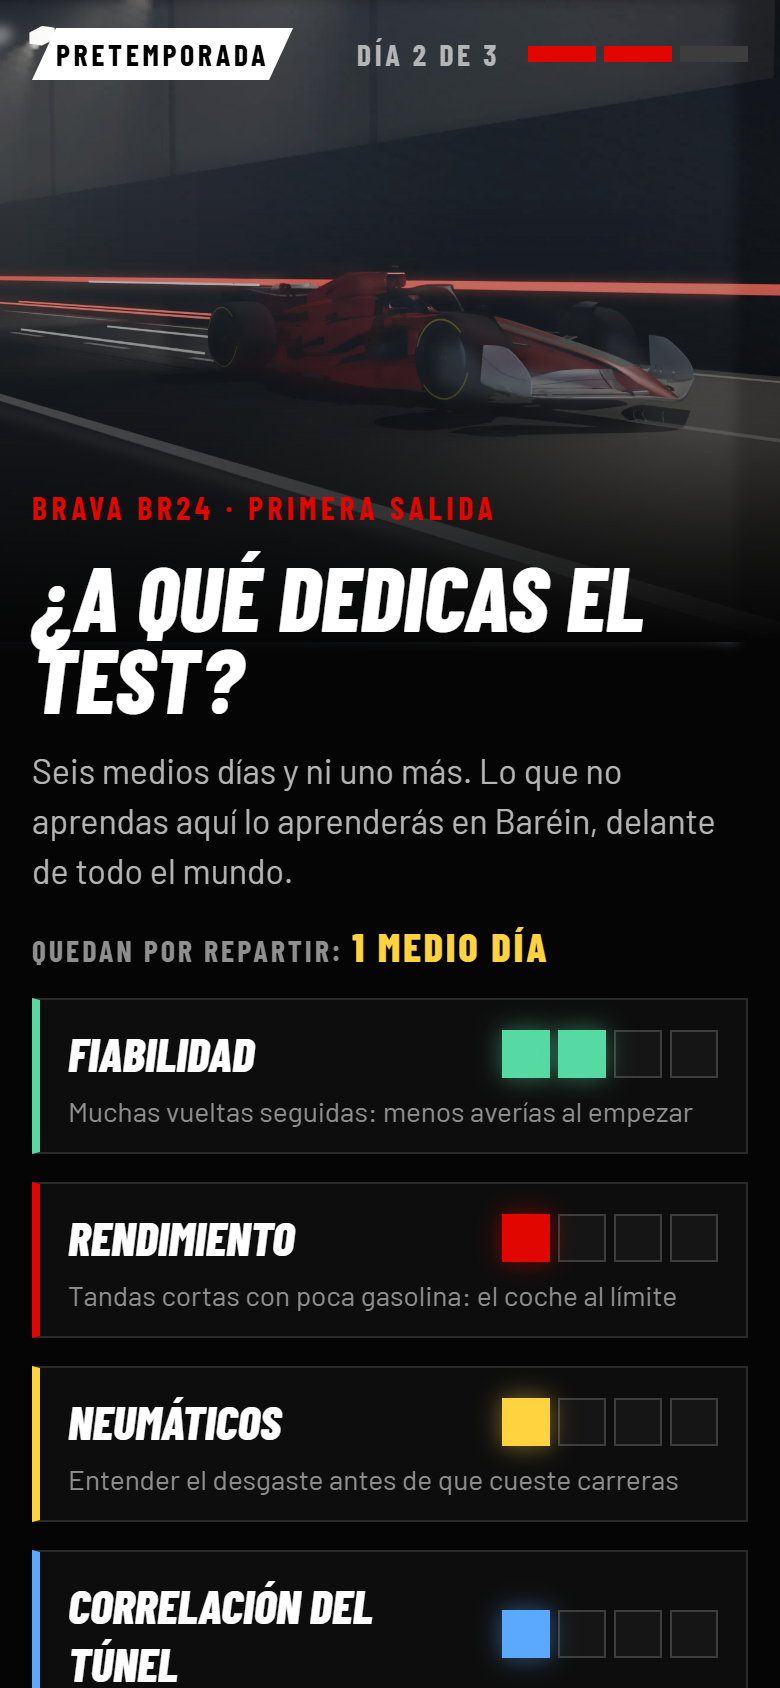 PRETEMPORADA
DÍA 2 DE 3
BRAVA BR24 · PRIMERA SALIDA
¿A QUÉ DEDICAS EL
TEST?
Seis medios días y ni uno más. Lo que no
aprendas aquí lo aprenderás en Baréin, delante
de todo el mundo.
QUEDAN POR REPARTIR: 1 MEDIO DÍA
FIABILIDAD
Muchas vueltas seguidas: menos averías al empezar
RENDIMIENTO
Tandas cortas con poca gasolina: el coche al límite
NEUMÁTICOS
Entender el desgaste antes de que cueste carreras
CORRELACIÓN DEL
TÚNEL